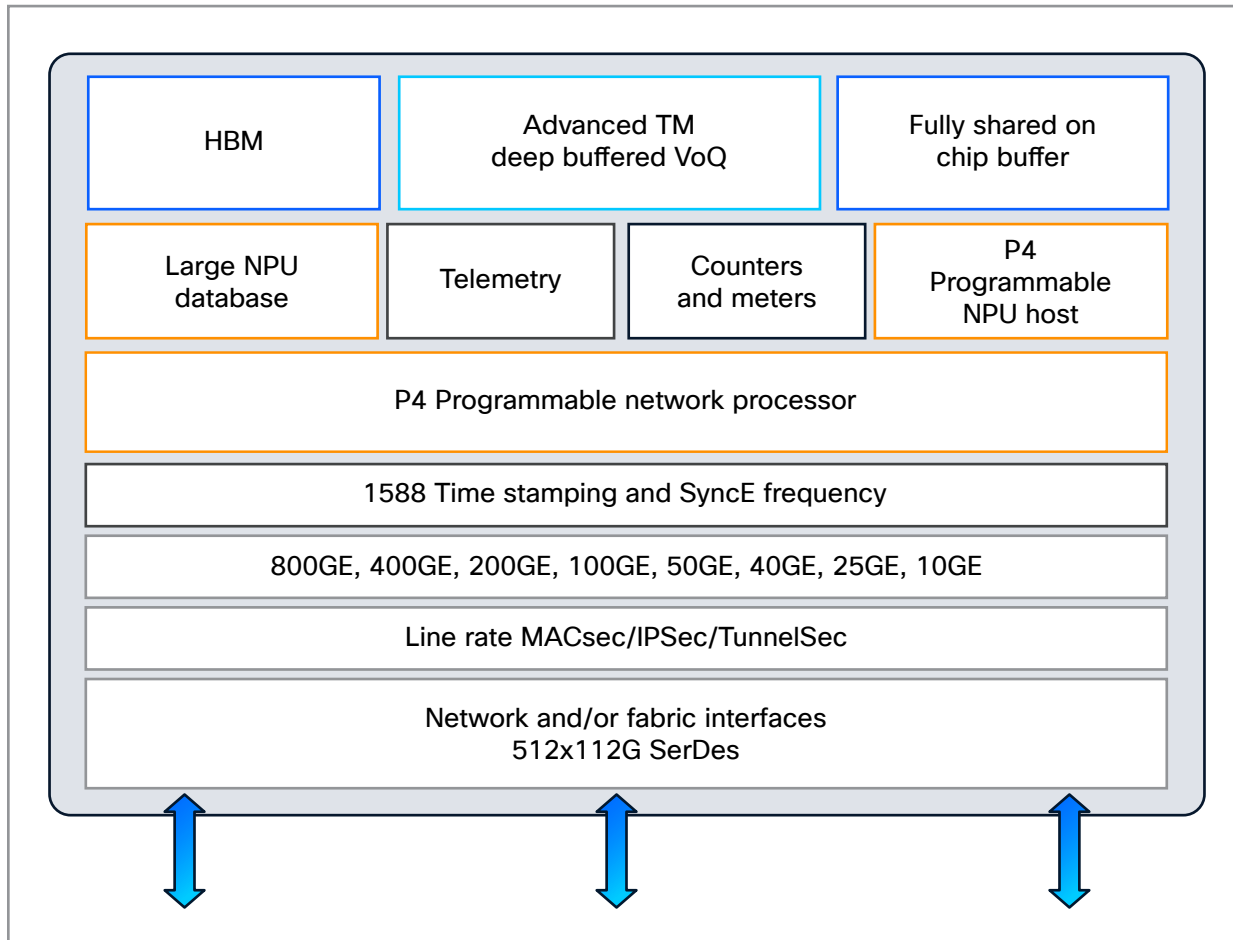 HBM
Advanced TM
deep buffered VoQ
Fully shared on
chip buffer
Large NPU
database
Telemetry
Counters
and meters
P4
Programmable
NPU host
P4 Programmable network processor
1588 Time stamping and SyncE frequency
800GE, 400GE, 200GE, 100GE, 50GE, 40GE, 25GE, 10GE
Line rate MACsec/IPSec/TunnelSec
Network and/or fabric interfaces
512x112G SerDes